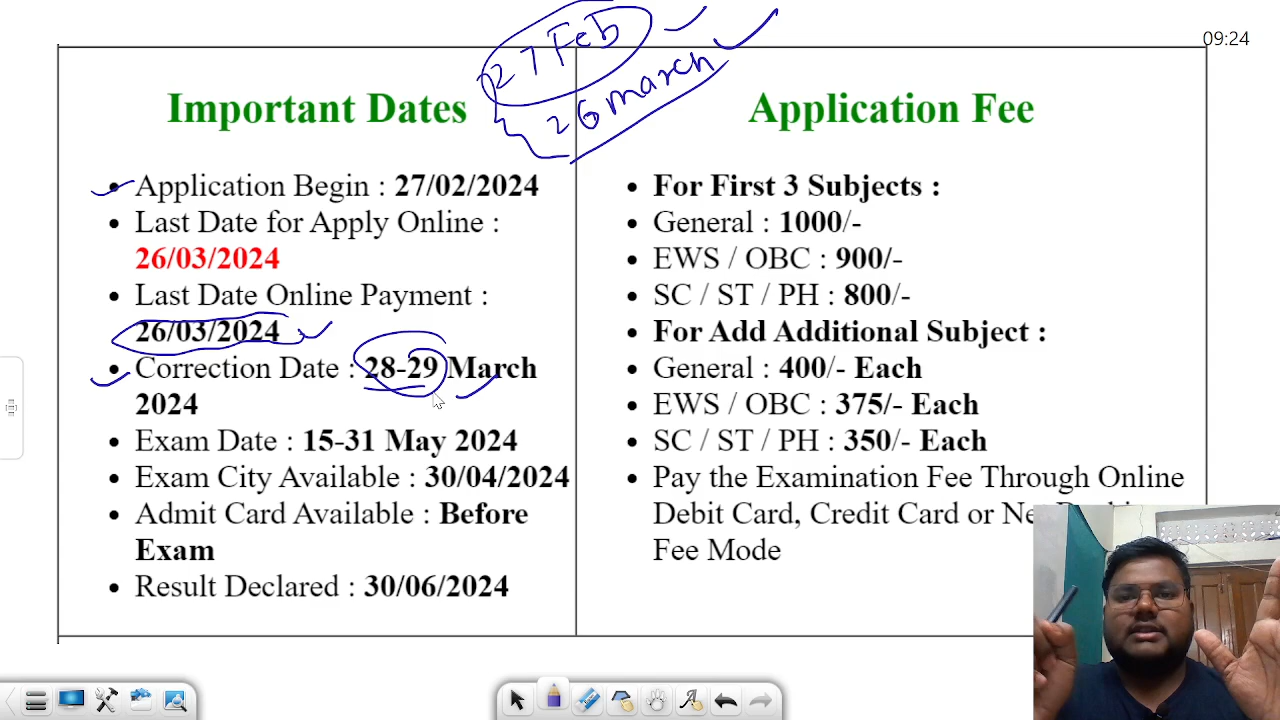 27 Feb
26 march
09:24
Important Dates
Application Begin : 27/02/2024
Last Date for Apply Online :
26/03/2024
Last Date Online Payment :
26/03/2024
Correction Date : 28-29 March
2024
Exam Date : 15-31 May 2024
Exam City Available : 30/04/2024
Admit Card Available : Before
Exam
Result Declared : 30/06/2024
Application Fee
For First 3 Subjects :
General : 1000/-
EWS / OBC : 900/-
SC / ST / PH : 800/-
For Add Additional Subject :
General : 400/- Each
EWS / OBC : 375/- Each
SC / ST / PH : 350/- Each
Pay the Examination Fee Through Online
Debit Card, Credit Card or
Fee Mode